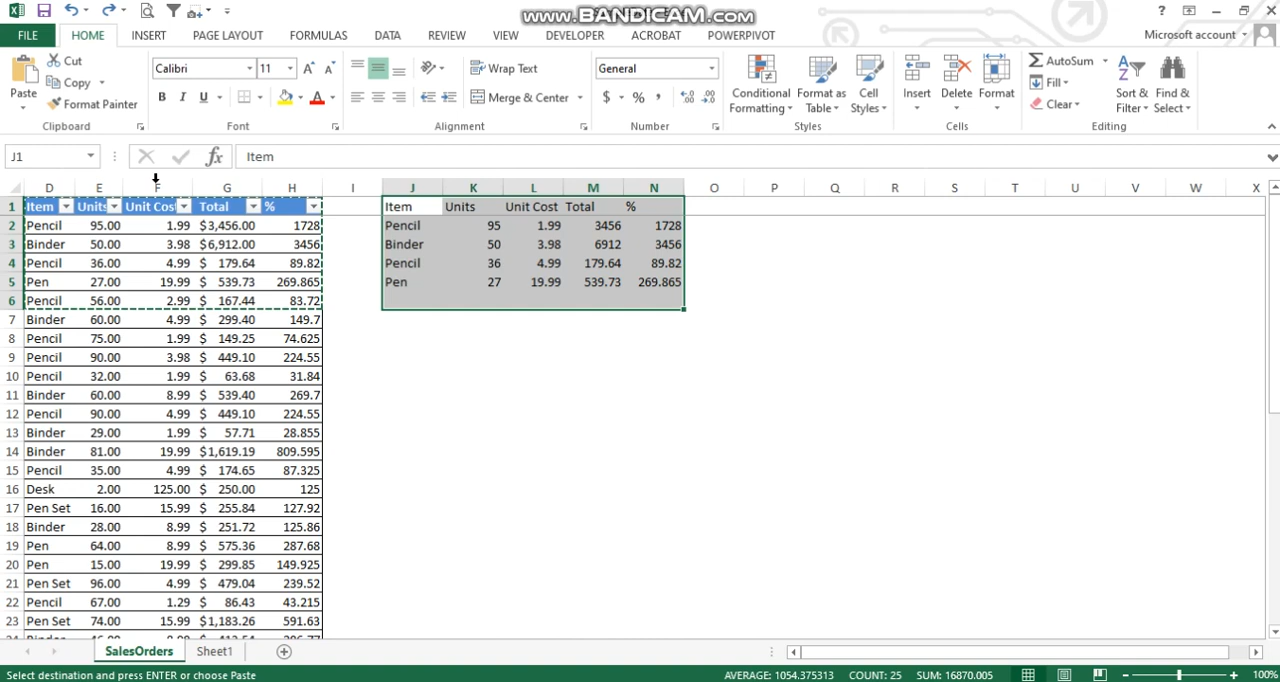 www.BANDICAM.com
FILE HOME INSERT PAGE LAYOUT FORMULAS DATA REVIEW VIEW DEVELOPER ACROBAT POWERPIVOT Microsoft account
Paste Cut Copy Format Painter Clipboard
Calibri 11 B I U A Font
Wrap Text Merge & Center Alignment
General $ % , Number
Conditional Formatting Format as Table Cell Styles Styles
Insert Delete Format Cells
AutoSum Fill Clear Sort & Filter Find & Select Editing
J1 fx Item
D E F G H I J K L M N O P Q R S T U V W X
1 Item Units Unit Cost Total % Item Units Unit Cost Total %
2 Pencil 95.00 1.99 $3,456.00 1728 Pencil 95 1.99 3456 1728
3 Binder 50.00 3.98 $6,912.00 3456 Binder 50 3.98 6912 3456
4 Pencil 36.00 4.99 $ 179.64 89.82 Pencil 36 4.99 179.64 89.82
5 Pen 27.00 19.99 $ 539.73 269.865 Pen 27 19.99 539.73 269.865
6 Pencil 56.00 2.99 $ 167.44 83.72
7 Binder 60.00 4.99 $ 299.40 149.7
8 Pencil 75.00 1.99 $ 149.25 74.625
9 Pencil 90.00 3.98 $ 449.10 224.55
10 Pencil 32.00 1.99 $ 63.68 31.84
11 Binder 60.00 8.99 $ 539.40 269.7
12 Pencil 90.00 4.99 $ 449.10 224.55
13 Binder 29.00 1.99 $ 57.71 28.855
14 Binder 81.00 19.99 $1,619.19 809.595
15 Pencil 35.00 4.99 $ 174.65 87.325
16 Desk 2.00 125.00 $ 250.00 125
17 Pen Set 16.00 15.99 $ 255.84 127.92
18 Binder 28.00 8.99 $ 251.72 125.86
19 Pen 64.00 8.99 $ 575.36 287.68
20 Pen 15.00 19.99 $ 299.85 149.925
21 Pen Set 96.00 4.99 $ 479.04 239.52
22 Pencil 67.00 1.29 $ 86.43 43.215
23 Pen Set 74.00 15.99 $1,183.26 591.63
SalesOrders Sheet1
Select destination and press ENTER or choose Paste AVERAGE: 1054.375313 COUNT: 25 SUM: 16870.005 100%